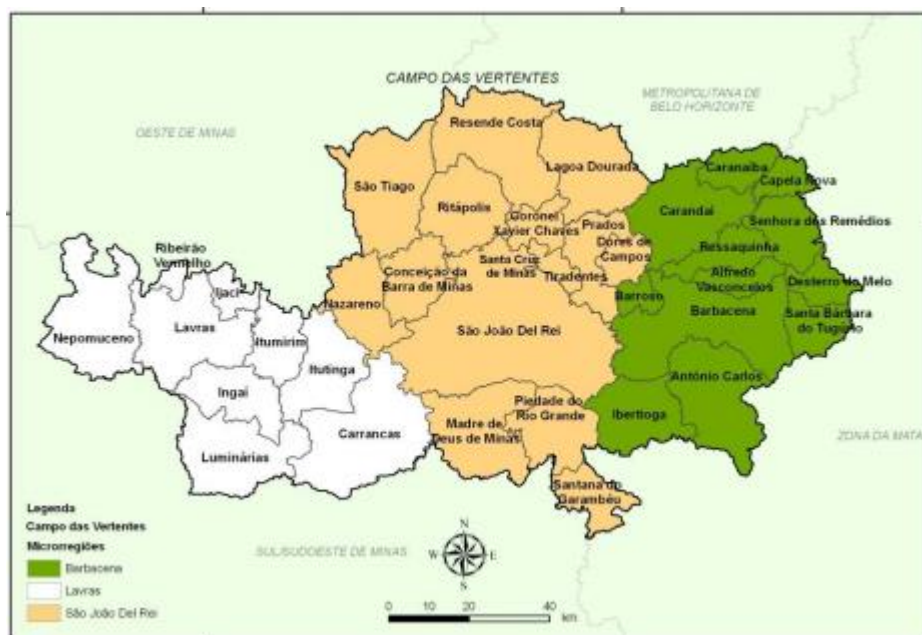 CAMPO DAS VERTENTES
METROPOLITANA DE
BELO HORIZONTE
OESTE DE MINAS
Resende Costa
Lagoa Dourada
Caranaíba
Capela Nova
São Tiago
Ritápolis
Coronel
Xavier Chaves
Prados
Carandaí
Senhora dos Remédios
Dores de
Campos
Ressaquinha
Ribeirão
Vermelho
Santa Cruz
de Minas
Conceição da
Barra de Minas
Tiradentes
Alfredo
Vasconcelos
Desterro do Melo
Ijaci
Nazareno
Barroso
Barbacena
Santa Bárbara
do Tugúrio
Nepomuceno
Lavras
Itumirim
São João Del Rei
Itutinga
Ingaí
Antônio Carlos
Piedade do
Rio Grande
Ibertioga
Madre de
Deus de Minas
Carrancas
Luminárias
ZONA DA MATA
Santana do
Garambéu
Legenda
Campo das Vertentes
Microrregiões
Barbacena
Lavras
São João Del Rei
SUL/SUDOESTE DE MINAS
N
W
E
S
0
10
20
40
km